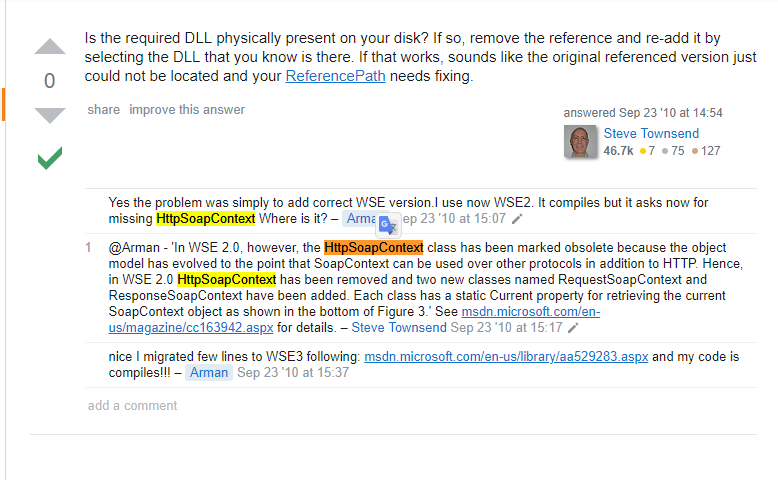 Is the required DLL physically present on your disk? If so, remove the reference and re-add it by
selecting the DLL that you know is there. If that works, sounds like the original referenced version just
could not be located and your ReferencePath needs fixing.
0
share improve this answer
answered Sep 23 '10 at 14:54
Steve Townsend
46.7k 7 75 127
Yes the problem was simply to add correct WSE version.I use now WSE2. It compiles but it asks now for
missing HttpSoapContext Where is it? – Arma ep 23 '10 at 15:07
1
@Arman - 'In WSE 2.0, however, the HttpSoapContext class has been marked obsolete because the object
model has evolved to the point that SoapContext can be used over other protocols in addition to HTTP. Hence,
in WSE 2.0 HttpSoapContext has been removed and two new classes named RequestSoapContext and
ResponseSoapContext have been added. Each class has a static Current property for retrieving the current
SoapContext object as shown in the bottom of Figure 3.' See msdn.microsoft.com/en-
us/magazine/cc163942.aspx for details. – Steve Townsend Sep 23 '10 at 15:17
nice I migrated few lines to WSE3 following: msdn.microsoft.com/en-us/library/aa529283.aspx and my code is
compiles!!! – Arman Sep 23 '10 at 15:37
add a comment